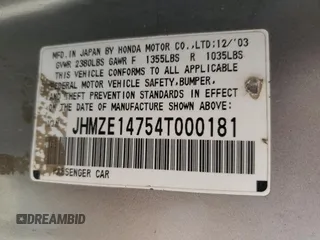 IN JAPAN BY HONDA MOTOR CO.,LTD:12/'03
GVWR 2380LBS GAWR F 1355LBS R 1035LBS
THIS VEHICLE CONFORMS TO ALL APPLICABLE
FEDERAL MOTOR VEHICLE SAFETY,BUMPER,
AND THEFT PREVENTION STANDARDS IN EFFECT
DATE OF MANUFACTURE SHOWN ABOVE.
JHMZE14754T000181
PASSENGER CAR
DREAMBID